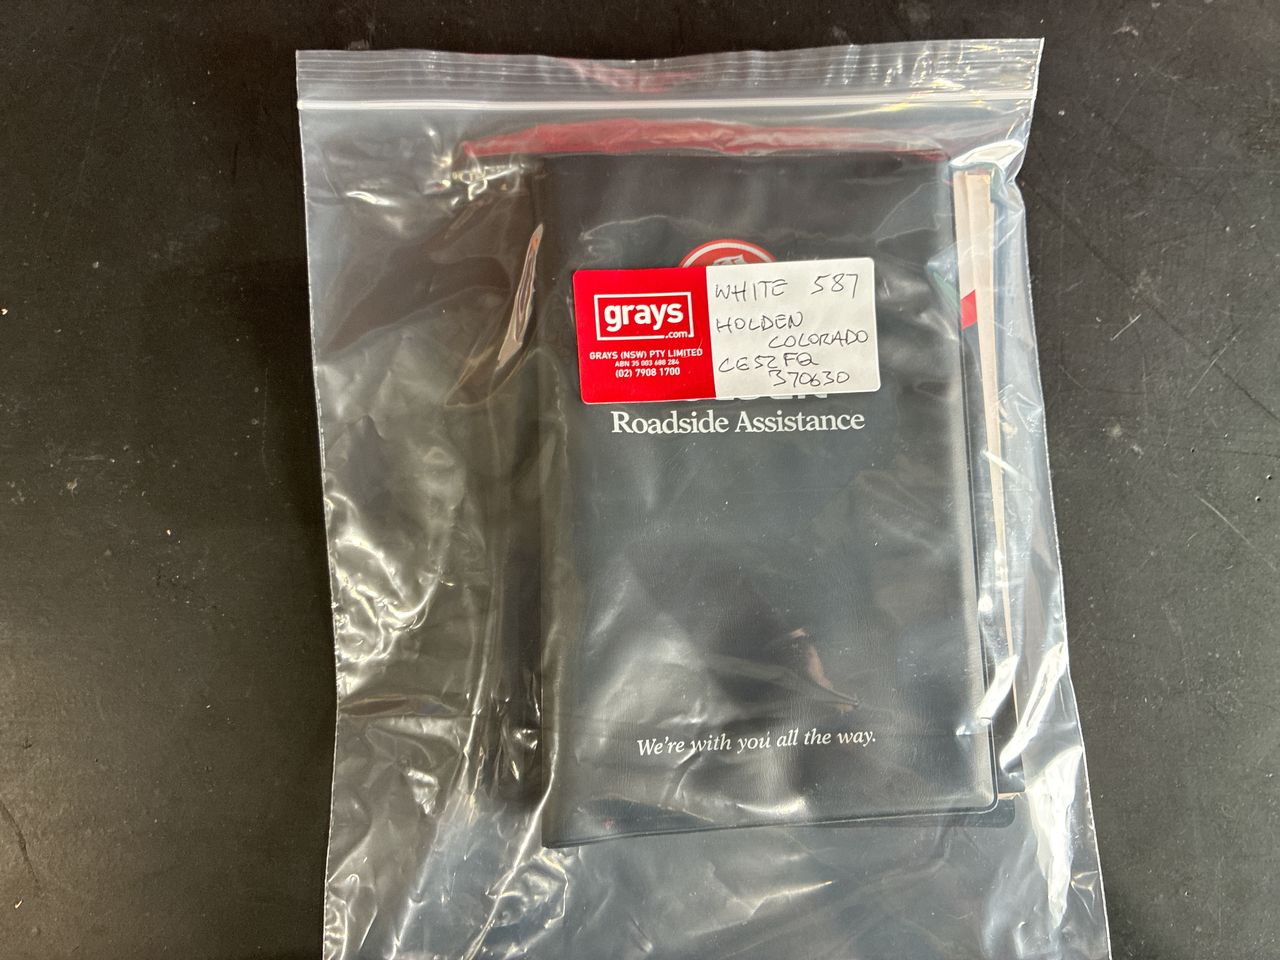 grays
.com
GRAYS (NSW) PTY LIMITED
ABN 35 003 688 284
(02) 7908 1700
WHITE 587
HOLDEN
COLORADO
CE52FQ
370630
Roadside Assistance
We're with you all the way.